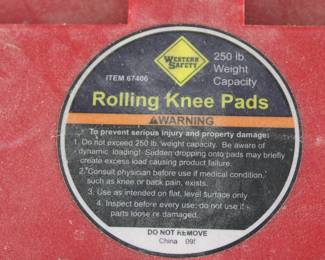 WESTERN
SAFETY
250 lb.
Weight
Capacity
ITEM 67406
Rolling Knee Pads
WARNING
To prevent serious injury and property damage:
1. Do not exceed 250 lb. weight capacity. Be aware of
dynamic loading! Sudden dropping onto pads may briefly
create excess load causing product failure.
2. Consult physician before use if medical condition,
such as knee or back pain, exists.
3. Use as intended on flat, level surface only
4. Inspect before every use; do not use if
parts loose or damaged.
DO NOT REMOVE
China 09f